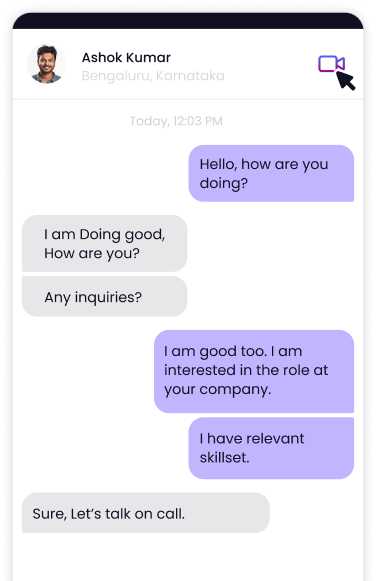 Ashok Kumar
Bengaluru, Karnataka
Today, 12:03 PM
Hello, how are you
doing?
I am Doing good,
How are you?
Any inquiries?
I am good too. I am
interested in the role at
your company.
I have relevant
skillset.
Sure, Let’s talk on call.